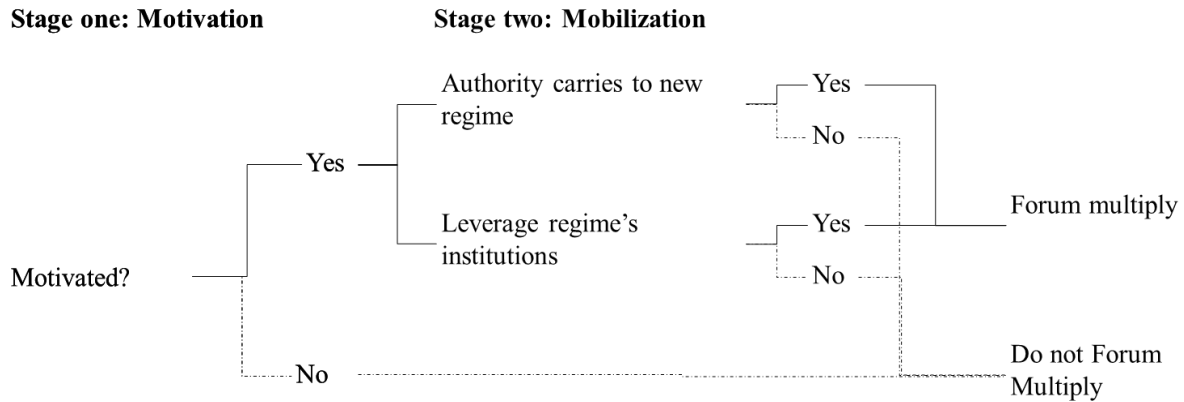 Stage one: Motivation
Stage two: Mobilization
Authority carries to new
regime
Yes
No
Yes
Leverage regime's
institutions
Yes
No
Forum multiply
Motivated?
No
Do not Forum
Multiply